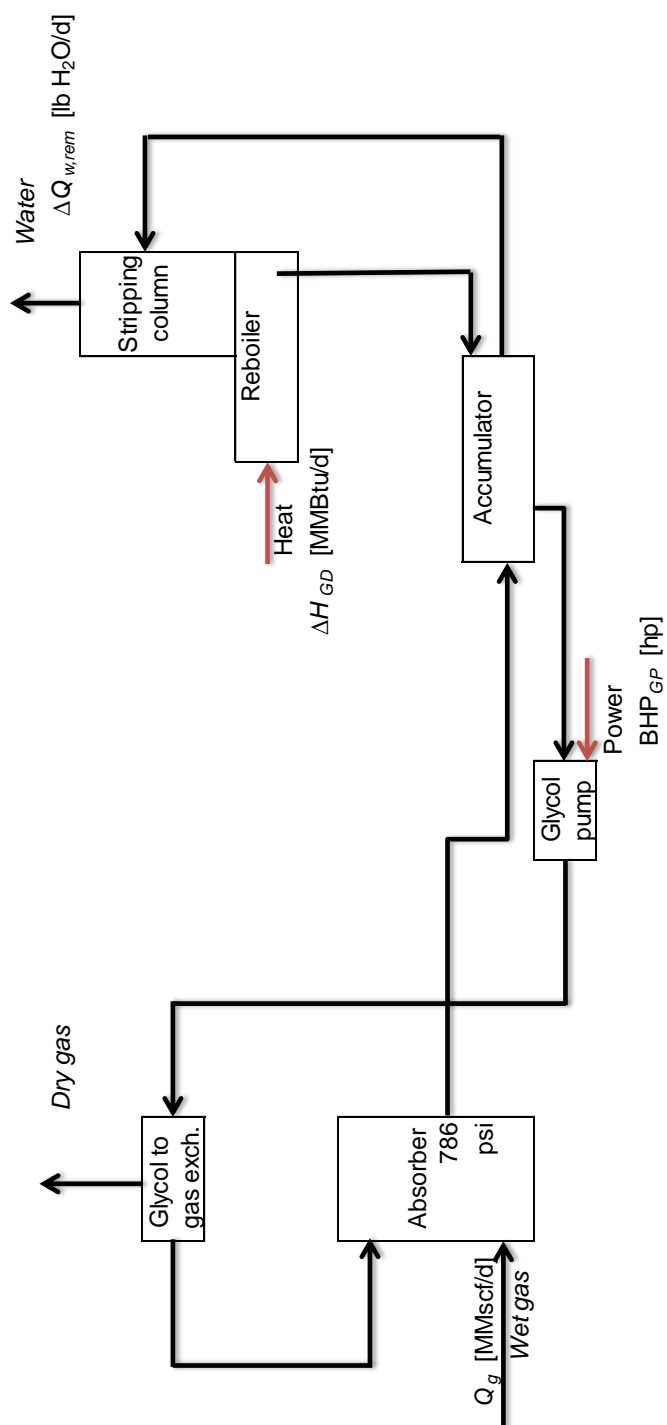 Water
ΔQ w,rem [lb H₂O/d]
Dry gas
Stripping
column
Reboiler
Heat
ΔH GD [MMBtu/d]
Glycol to
gas exch.
Accumulator
Absorber
786
psi
Glycol
pump
Power
BHP GP [hp]
Q g [MMscf/d]
Wet gas